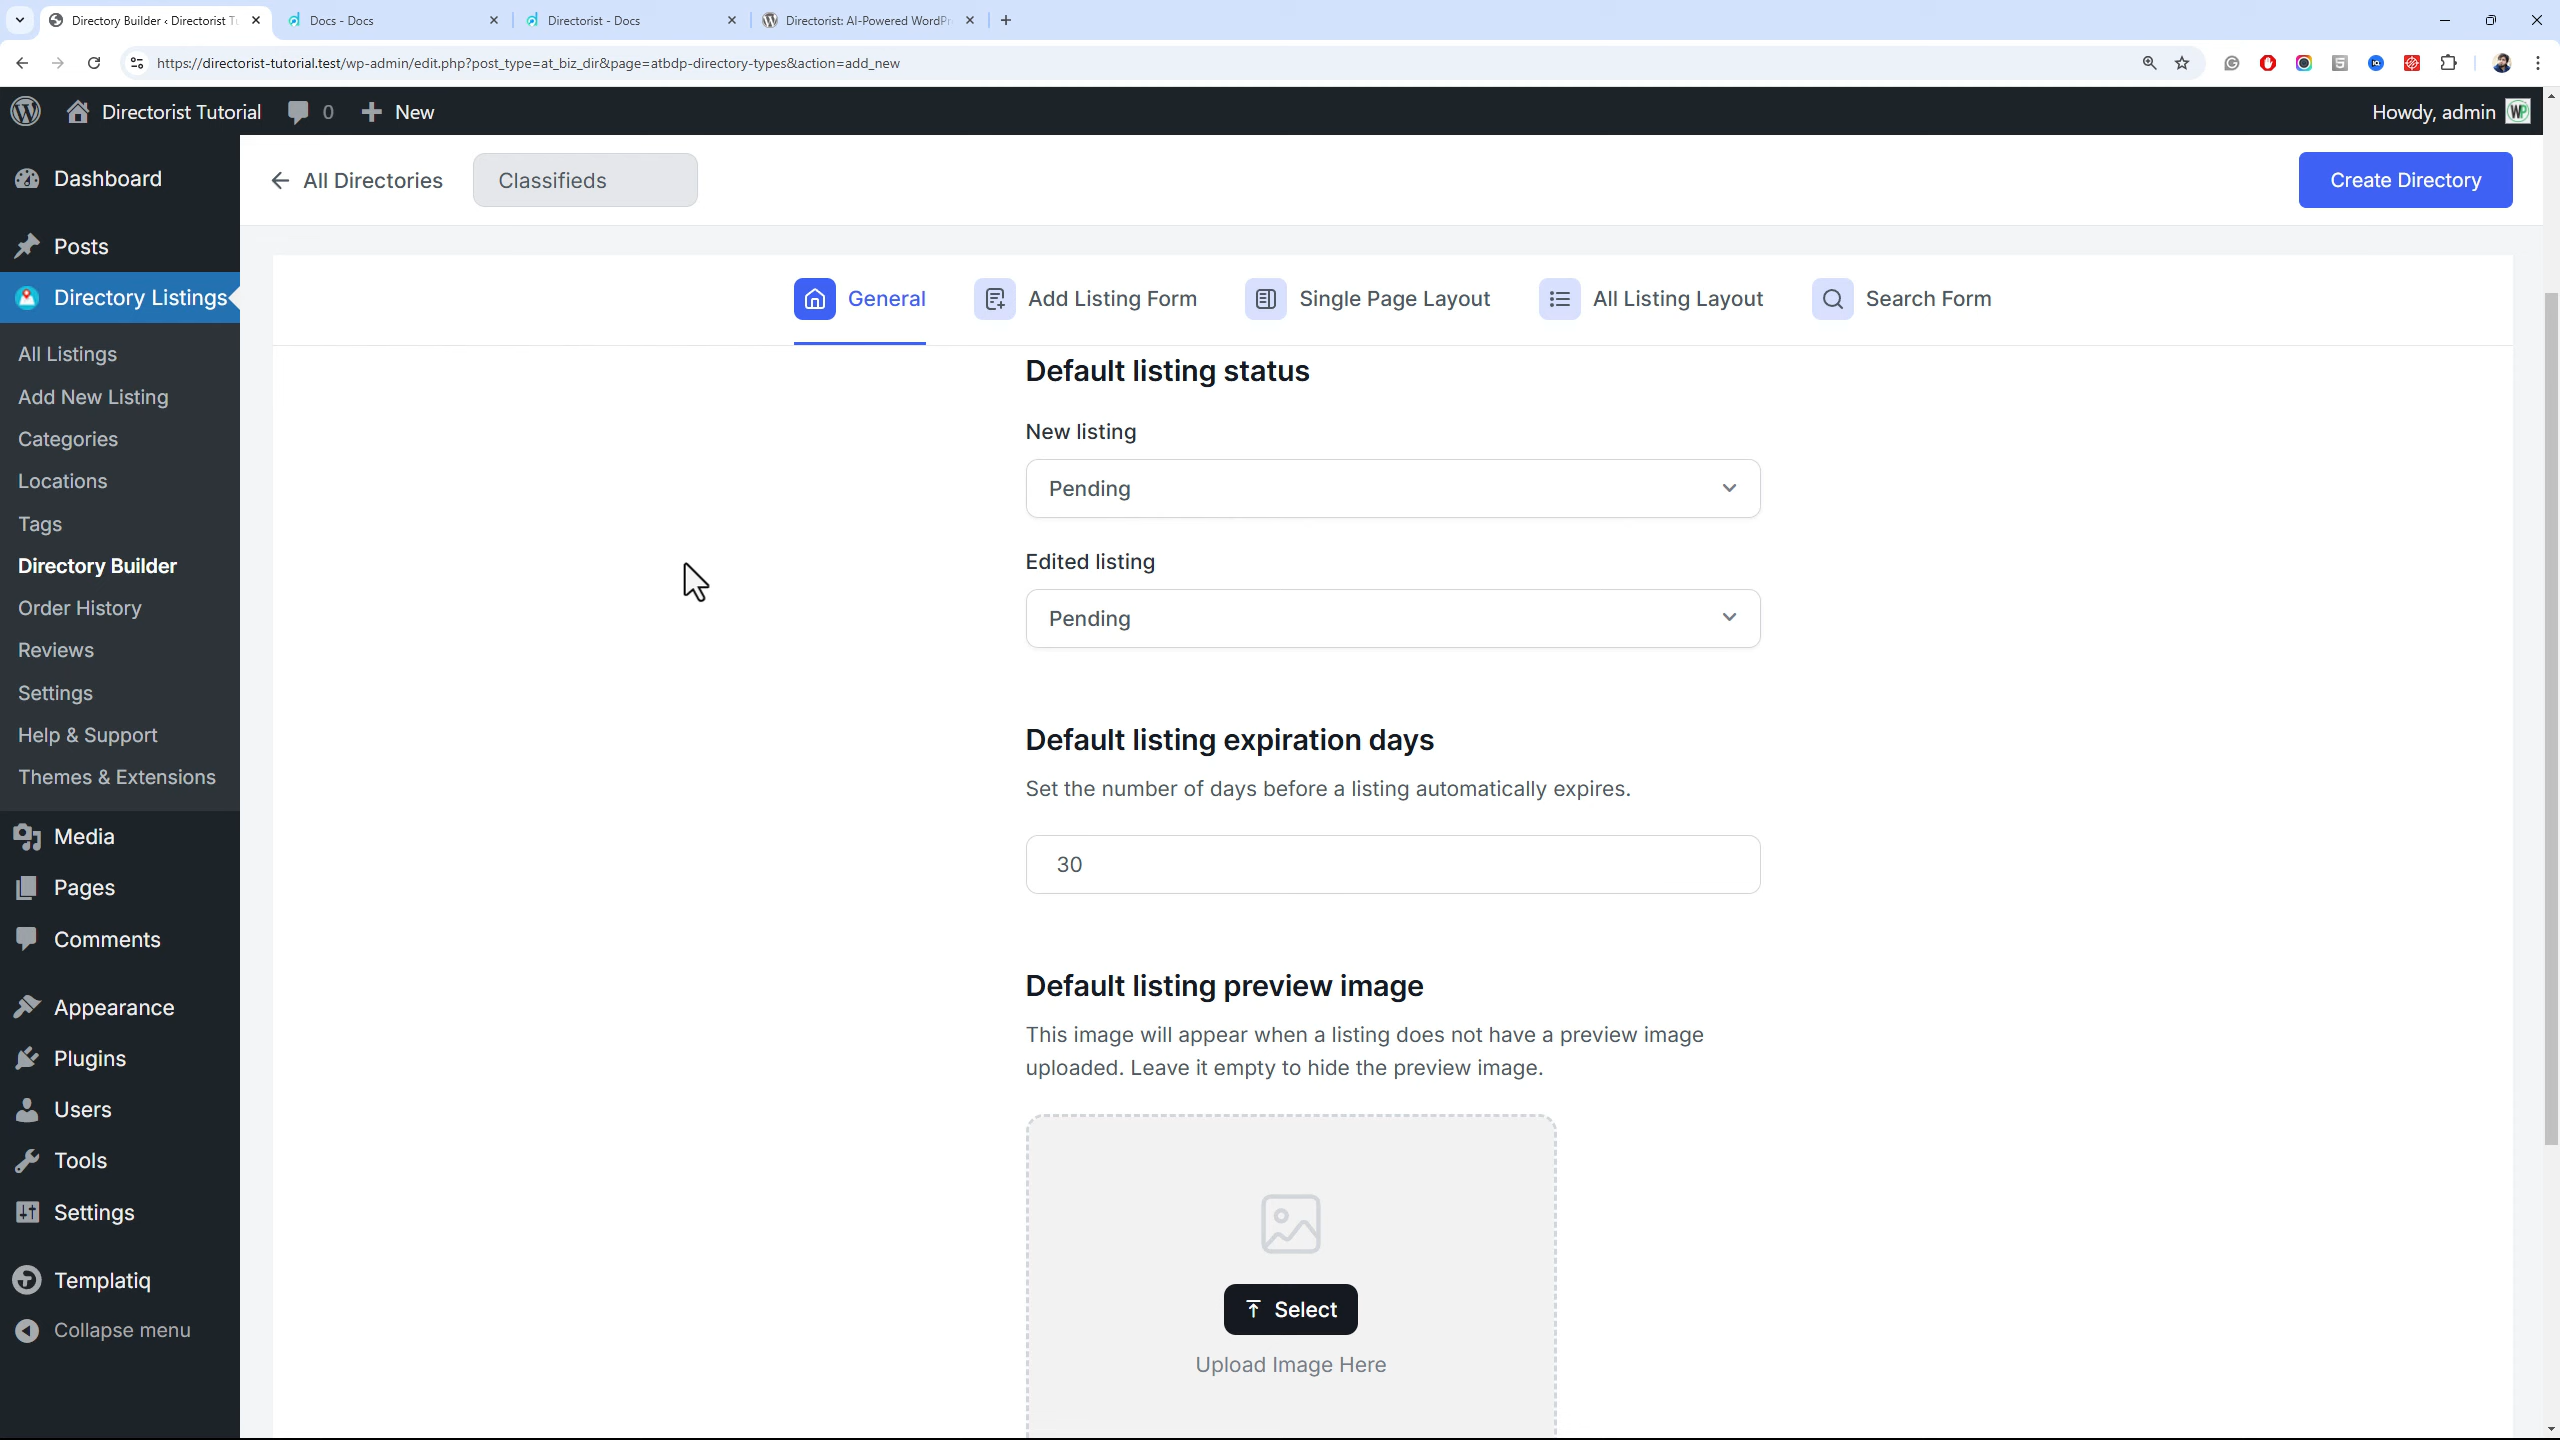 Directory Builder ‹ Directorist Tu
Docs - Docs
Directorist - Docs
Directorist: AI-Powered WordPr
https://directorist-tutorial.test/wp-admin/edit.php?post_type=at_biz_dir&page=atbdp-directory-types&action=add_new
Directorist Tutorial
0
New
Howdy, admin
Dashboard
Posts
Directory Listings
All Listings
Add New Listing
Categories
Locations
Tags
Directory Builder
Order History
Reviews
Settings
Help & Support
Themes & Extensions
Media
Pages
Comments
Appearance
Plugins
Users
Tools
Settings
Templatiq
Collapse menu
All Directories
Classifieds
Create Directory
General
Add Listing Form
Single Page Layout
All Listing Layout
Search Form
Default listing status
New listing
Pending
Edited listing
Pending
Default listing expiration days
Set the number of days before a listing automatically expires.
30
Default listing preview image
This image will appear when a listing does not have a preview image
uploaded. Leave it empty to hide the preview image.
Select
Upload Image Here